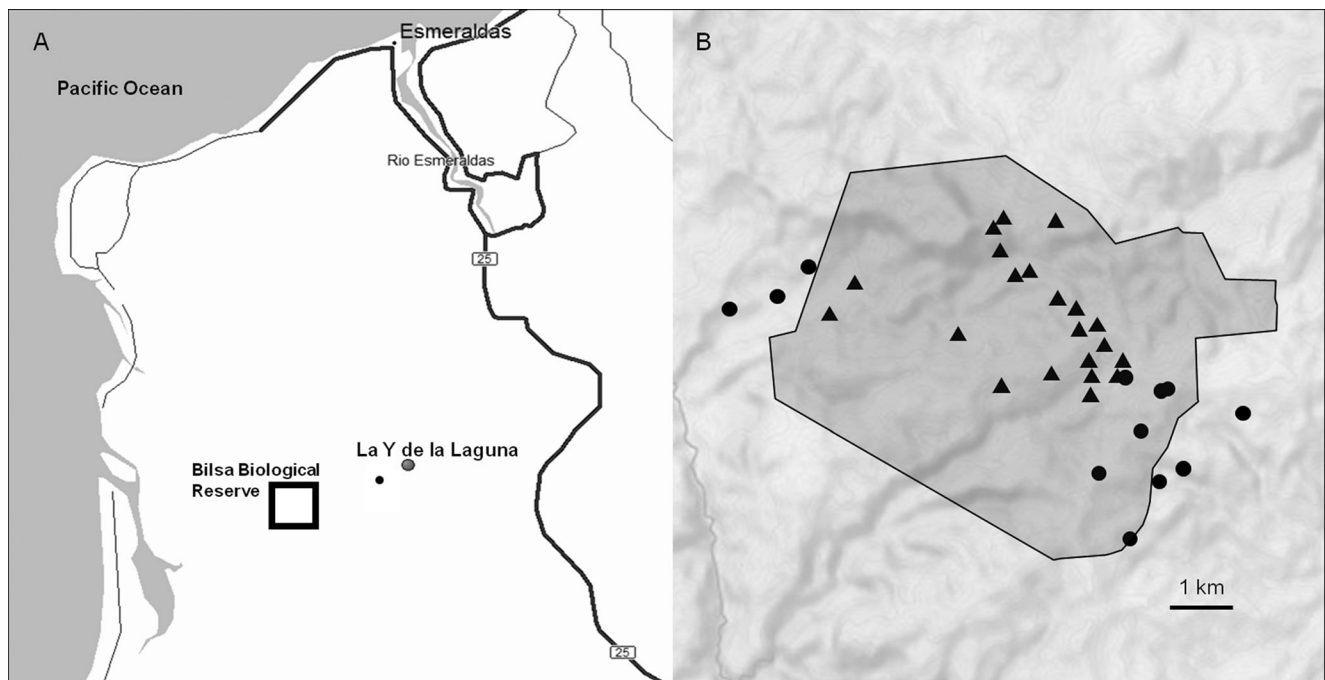 A
Esmeraldas
Pacific Ocean
Rio Esmeraldas
25
La Y de la Laguna
Bilsa Biological
Reserve
25
B
1 km